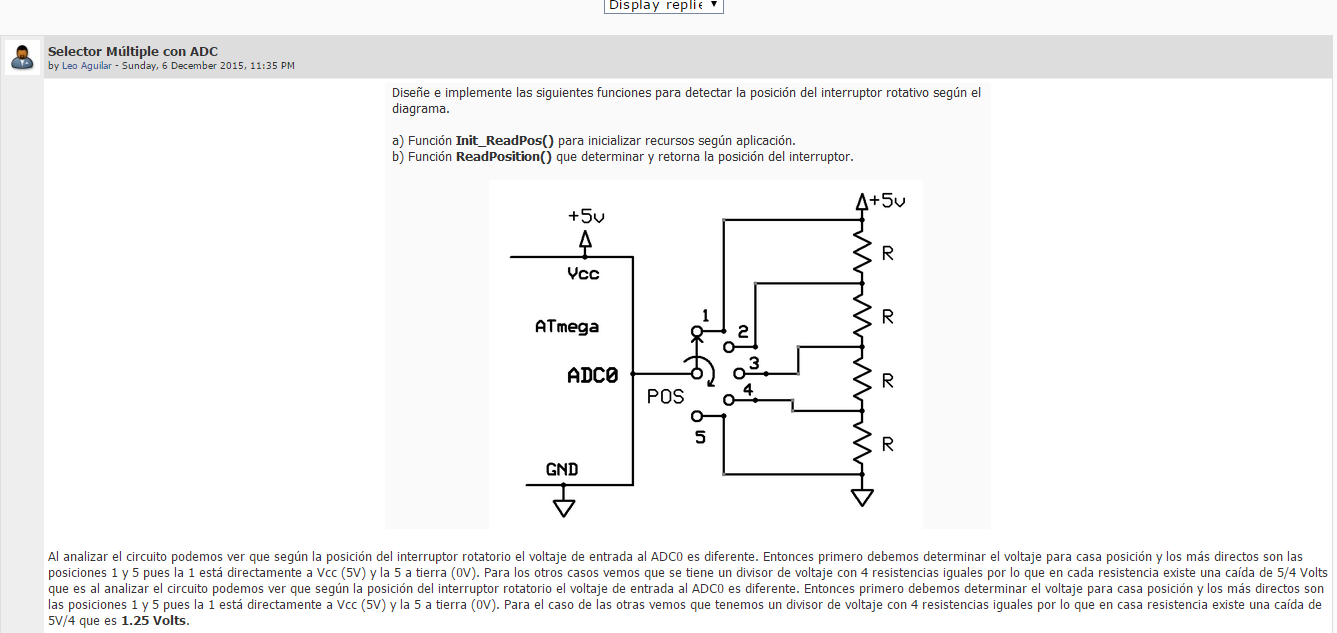 Display replie
Selector Múltiple con ADC
by Leo Aguilar - Sunday, 6 December 2015, 11:35 PM
Diseñe e implemente las siguientes funciones para detectar la posición del interruptor rotativo según el
diagrama.
a) Función Init_ReadPos() para inicializar recursos según aplicación.
b) Función ReadPosition() que determinar y retorna la posición del interruptor.
+5v
+5v
Vcc
R
1
R
ATmega
2
3
ADC0
R
4
POS
5
R
GND
Al analizar el circuito podemos ver que según la posición del interruptor rotatorio el voltaje de entrada al ADC0 es diferente. Entonces primero debemos determinar el voltaje para casa posición y los más directos son las
posiciones 1 y 5 pues la 1 está directamente a Vcc (5V) y la 5 a tierra (0V). Para los otros casos vemos que se tiene un divisor de voltaje con 4 resistencias iguales por lo que en cada resistencia existe una caída de 5/4 Volts
que es al analizar el circuito podemos ver que según la posición del interruptor rotatorio el voltaje de entrada al ADC0 es diferente. Entonces primero debemos determinar el voltaje para casa posición y los más directos son
las posiciones 1 y 5 pues la 1 está directamente a Vcc (5V) y la 5 a tierra (0V). Para el caso de las otras vemos que tenemos un divisor de voltaje con 4 resistencias iguales por lo que en casa resistencia existe una caída de
5V/4 que es 1.25 Volts.